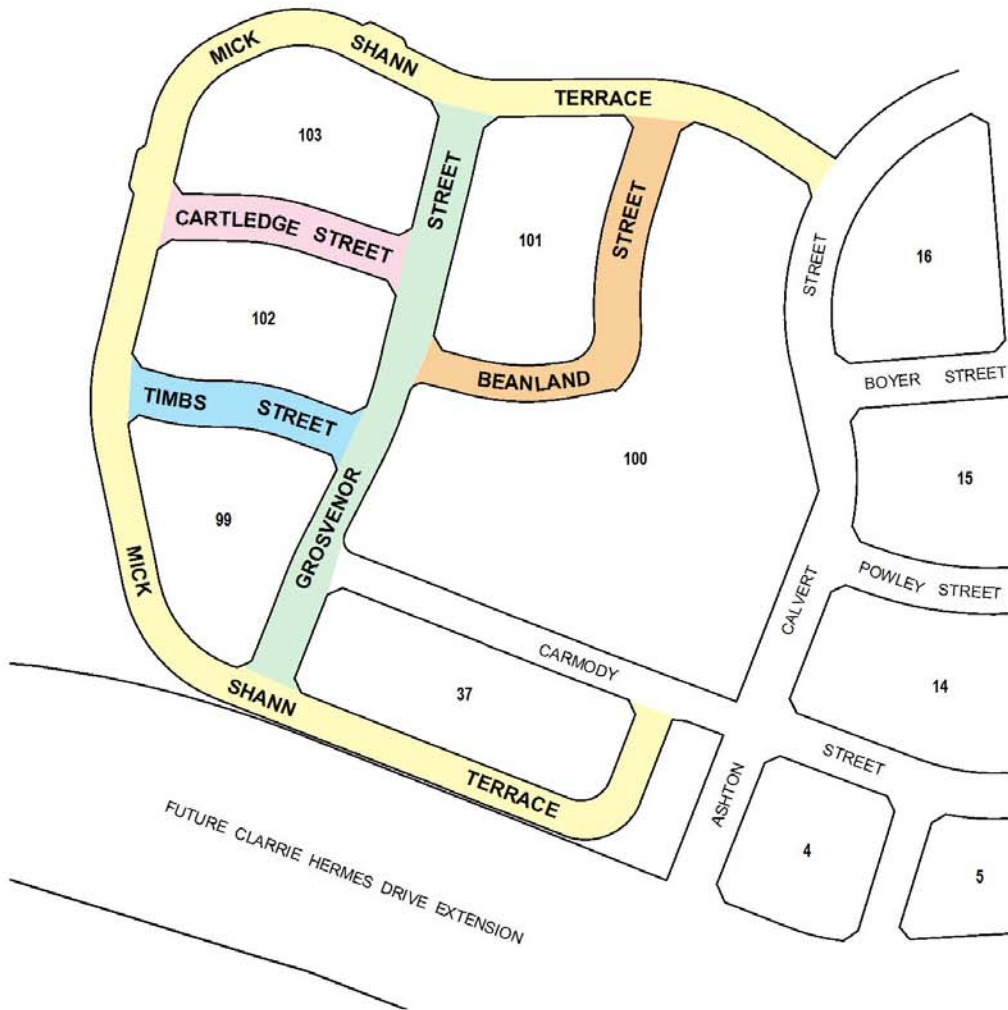 MICK SHANN TERRACE
103
CARTLEDGE STREET
STREET
101
STREET
STREET
16
102
BEANLAND
BOYER STREET
TIMBS STREET
100
15
99
GROSVENOR
MICK
POWLEY STREET
CALVERT
CARMODY
14
37
SHANN
STREET
TERRACE
ASHTON
4
5
FUTURE CLARRIE HERMES DRIVE EXTENSION